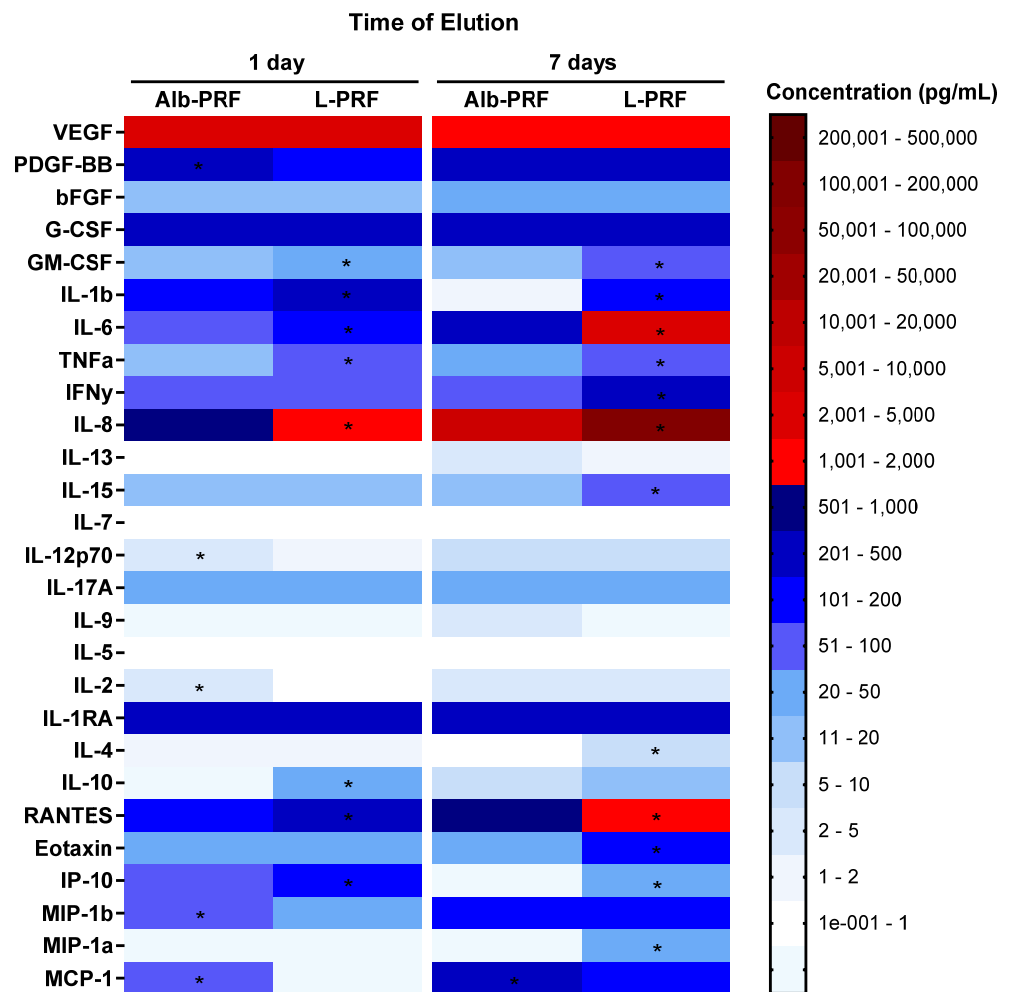 Time of Elution
1 day 7 days
Alb-PRF L-PRF Alb-PRF L-PRF
Concentration (pg/mL)
VEGF
PDGF-BB *
bFGF
G-CSF
GM-CSF * *
IL-1b * *
IL-6 * *
TNFa * *
IFNy *
IL-8 * *
IL-13
IL-15 *
IL-7
IL-12p70 *
IL-17A
IL-9
IL-5
IL-2 *
IL-1RA
IL-4 *
IL-10 *
RANTES * *
Eotaxin *
IP-10 * *
MIP-1b *
MIP-1a *
MCP-1 * *
200,001 - 500,000
100,001 - 200,000
50,001 - 100,000
20,001 - 50,000
10,001 - 20,000
5,001 - 10,000
2,001 - 5,000
1,001 - 2,000
501 - 1,000
201 - 500
101 - 200
51 - 100
20 - 50
11 - 20
5 - 10
2 - 5
1 - 2
1e-001 - 1